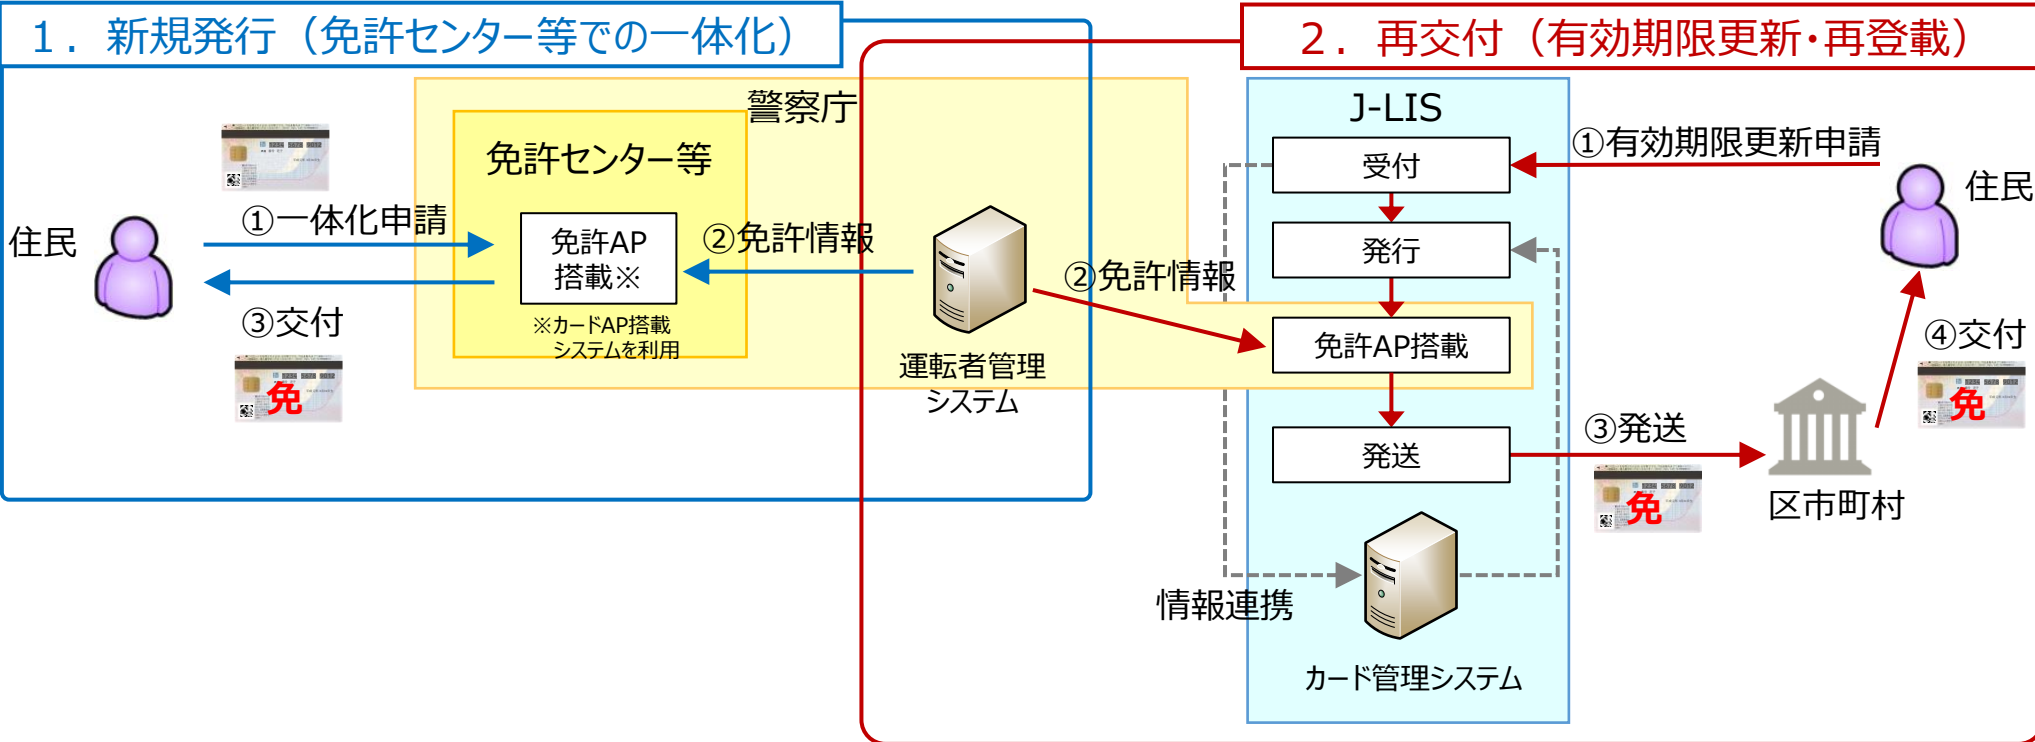 １．新規発行（免許センター等での一体化）
２．再交付（有効期限更新・再登載）
警察庁
免許センター等
住民
①一体化申請
③交付
免
免許AP
搭載※
※カードAP搭載
システムを利用
②免許情報
運転者管理
システム
②免許情報
J-LIS
受付
発行
免許AP搭載
発送
情報連携
カード管理システム
①有効期限更新申請
住民
③発送
免
区市町村
④交付
免